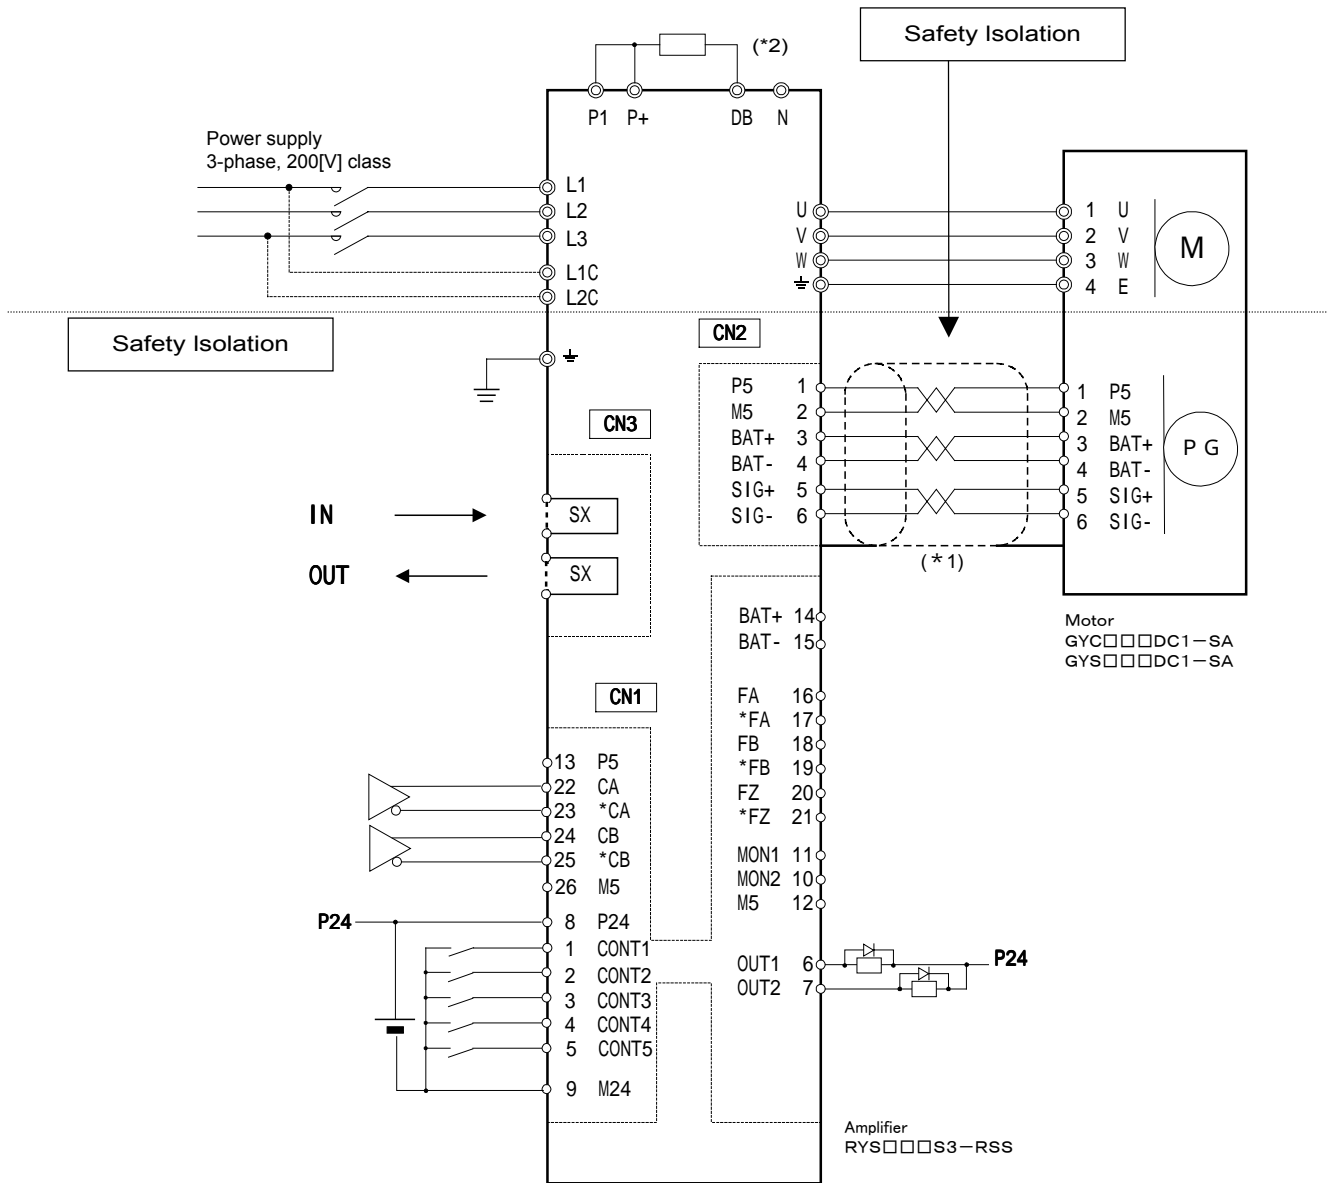 (*2)
Safety Isolation
P1 P+ DB N
Power supply
3-phase, 200[V] class
L1
L2
L3
L1C
L2C
U
V
W
1 U
2 V
3 W
4 E
M
Safety Isolation
CN2
P5 1
M5 2
BAT+ 3
BAT- 4
SIG+ 5
SIG- 6
1 P5
2 M5
3 BAT+
4 BAT-
5 SIG+
6 SIG-
PG
(*1)
CN3
IN
SX
OUT
SX
Motor
GYC□□□DC1-SA
GYS□□□DC1-SA
BAT+ 14
BAT- 15
FA 16
*FA 17
FB 18
*FB 19
FZ 20
*FZ 21
MON1 11
MON2 10
M5 12
OUT1 6
OUT2 7
P24
CN1
13 P5
22 CA
23 *CA
24 CB
25 *CB
26 M5
P24
8 P24
1 CONT1
2 CONT2
3 CONT3
4 CONT4
5 CONT5
9 M24
Amplifier
RYS□□□S3-RSS